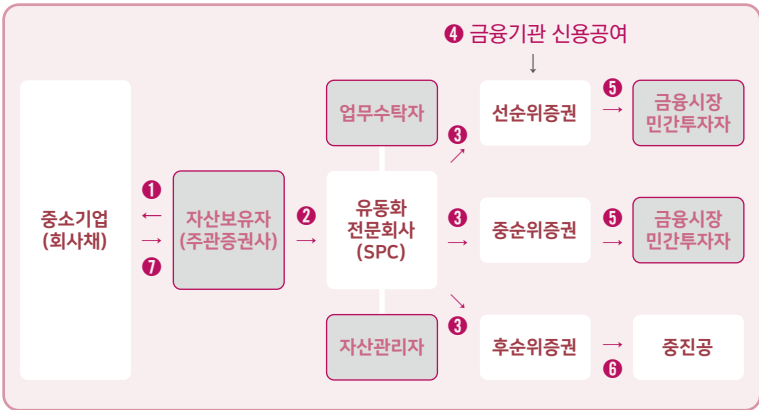 ❹ 금융기관 신용공여
↓
업무수탁자
❸
↗
선순위증권
❺
→
금융시장
민간투자자
중소기업
(회사채)
❶
←
→
❼
자산보유자
(주관증권사)
❷
→
유동화
전문회사
(SPC)
❸
→
중순위증권
❺
→
금융시장
민간투자자
자산관리자
↘
❸
후순위증권
→
❻
중진공